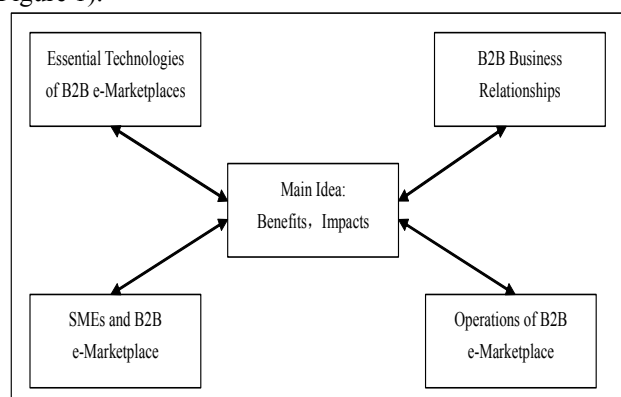 Figure 1).
Essential Technologies
of B2B e-Marketplaces
B2B Business
Relationships
Main Idea:
Benefits，Impacts
SMEs and B2B
e-Marketplace
Operations of B2B
e-Marketplace